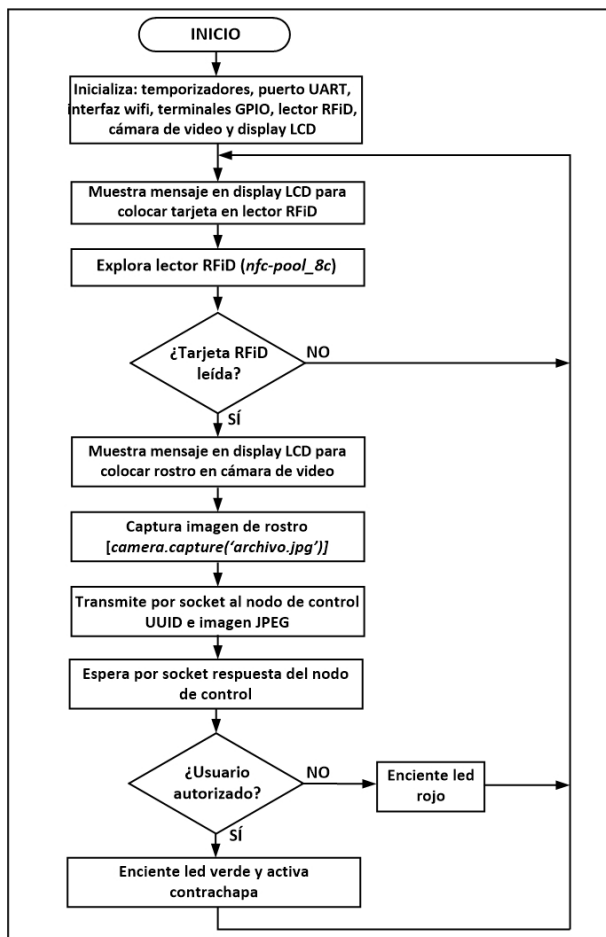 INICIO
Inicializa: temporizadores, puerto UART,
interfaz wifi, terminales GPIO, lector RFiD,
cámara de video y display LCD
Muestra mensaje en display LCD para
colocar tarjeta en lector RFiD
Explora lector RFiD (nfc-pool_8c)
¿Tarjeta RFiD
leída?
NO
SÍ
Muestra mensaje en display LCD para
colocar rostro en cámara de video
Captura imagen de rostro
[camera.capture(‘archivo.jpg’)]
Transmite por socket al nodo de control
UUID e imagen JPEG
Espera por socket respuesta del nodo
de control
¿Usuario
autorizado?
NO
Enciente led
rojo
SÍ
Enciente led verde y activa
contrachapa